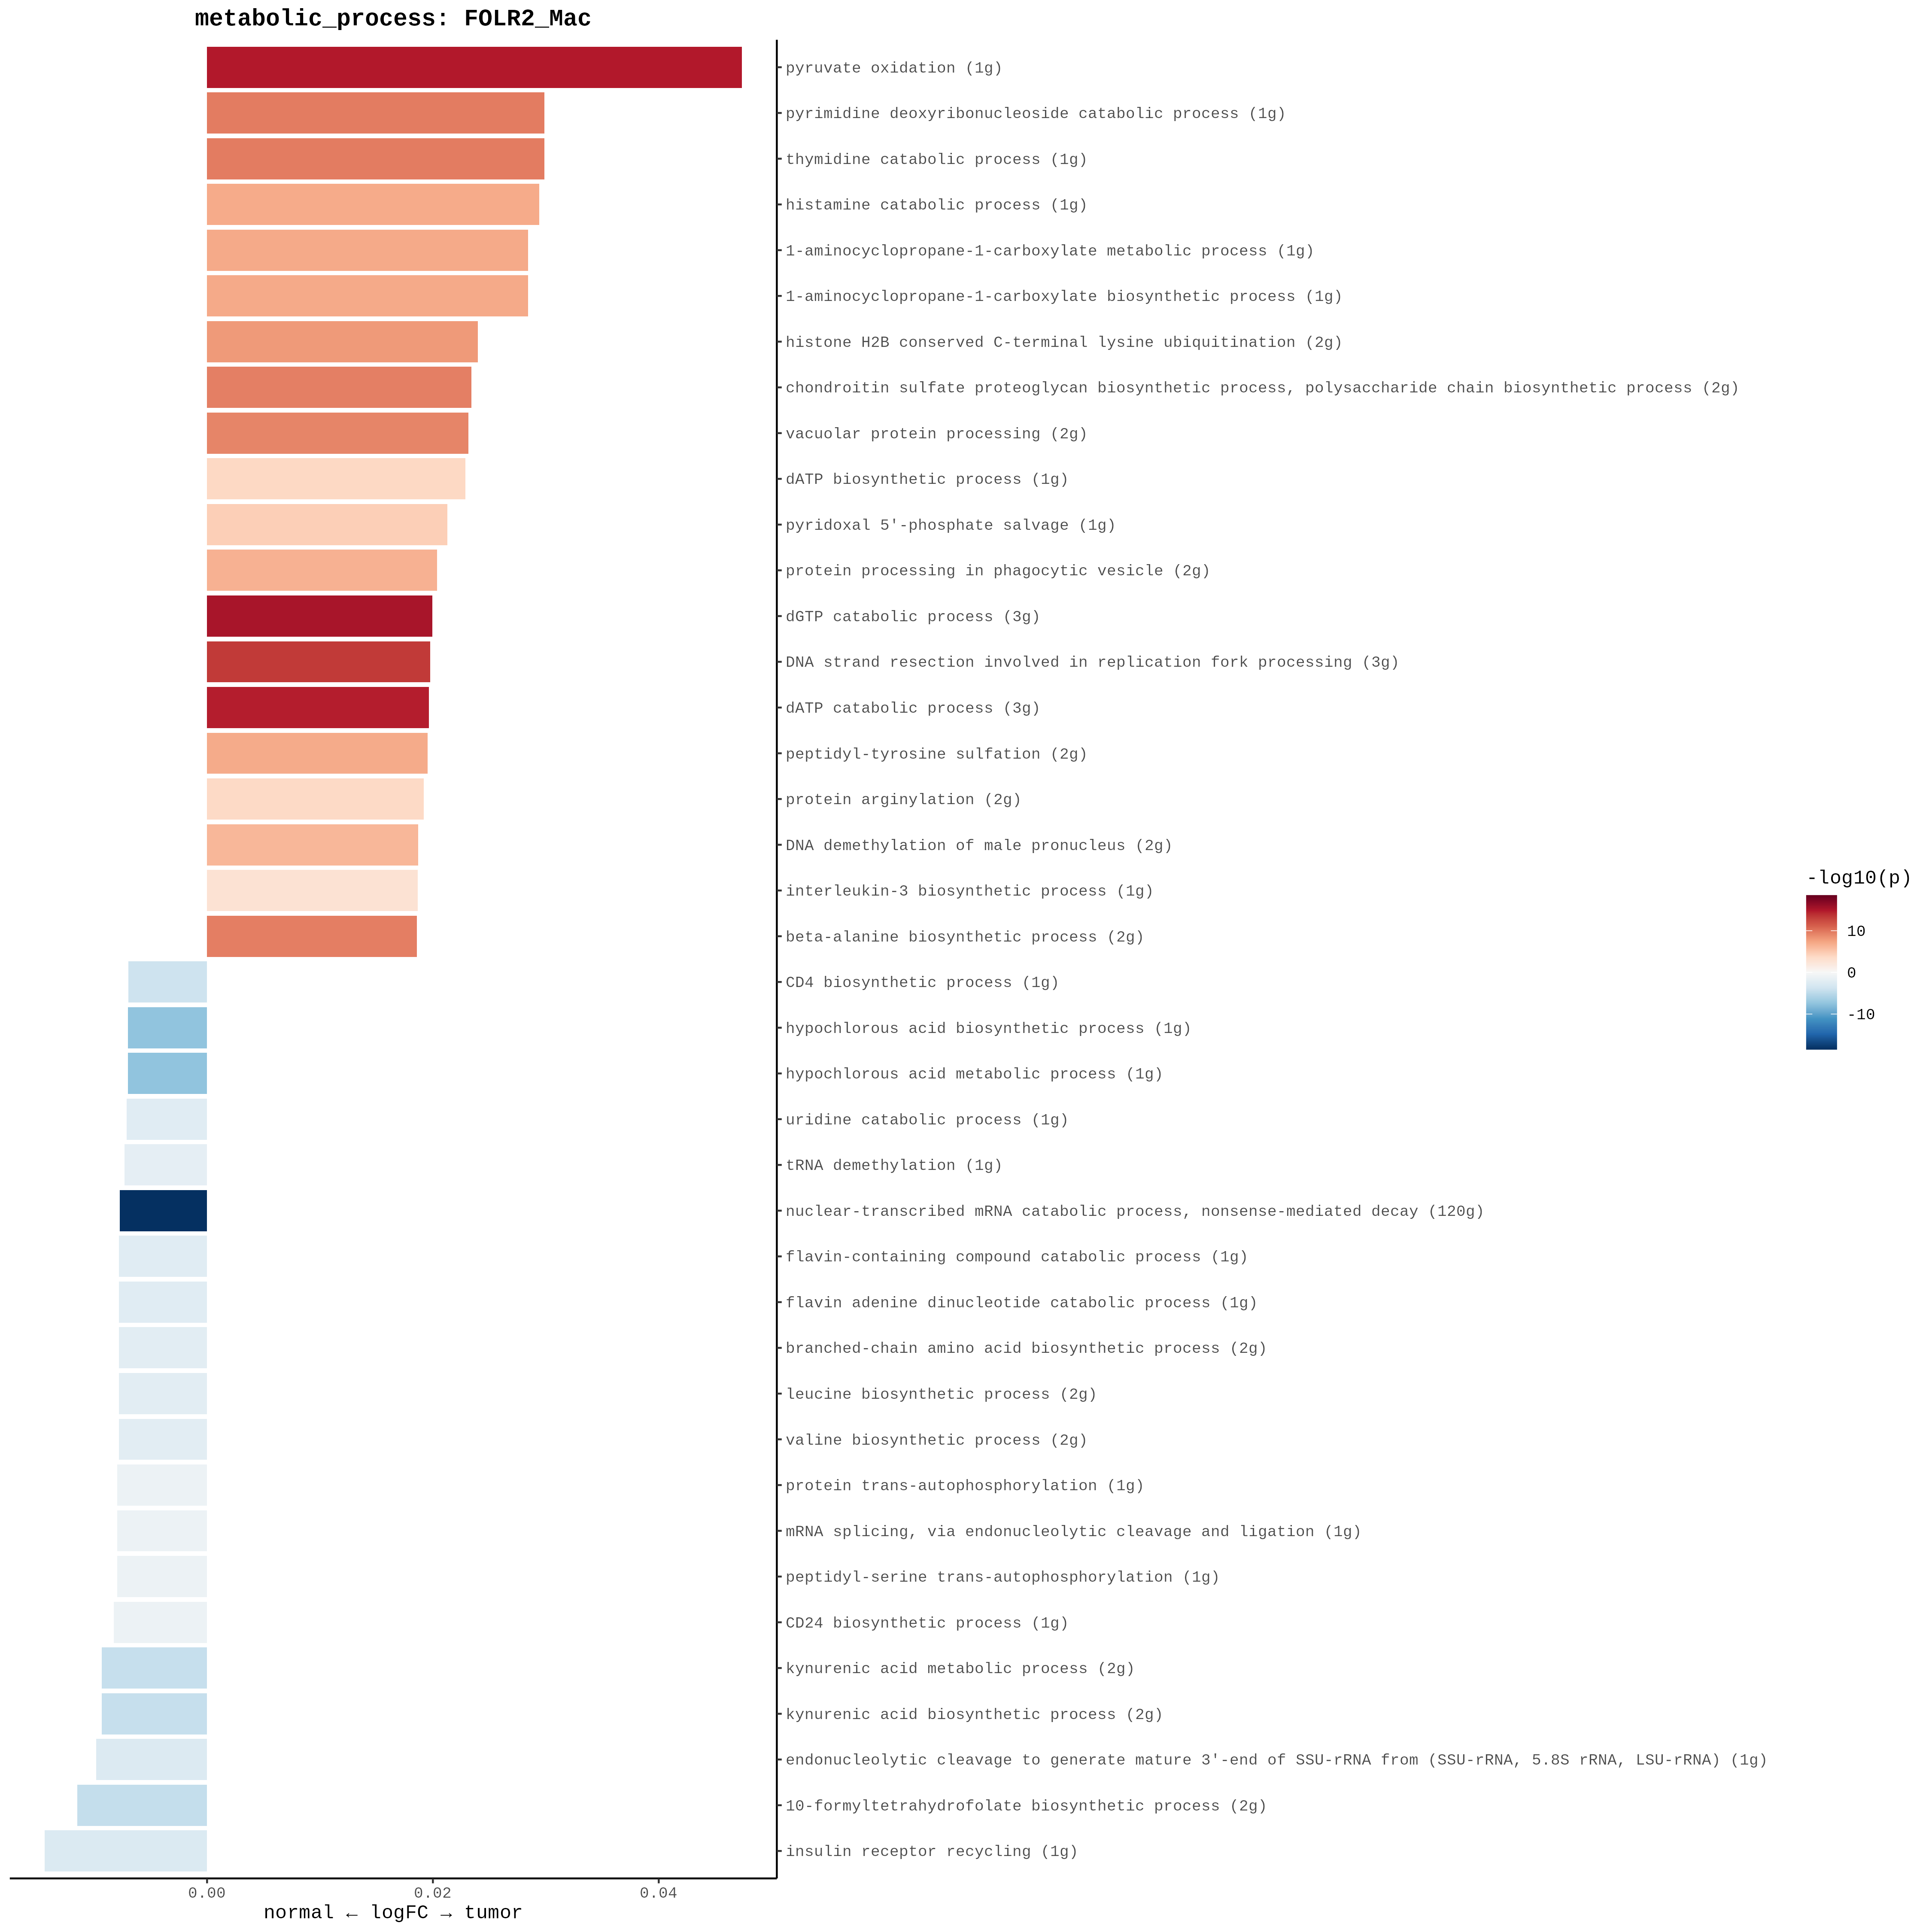 metabolic_process: FOLR2_Mac
pyruvate oxidation (1g)
pyrimidine deoxyribonucleoside catabolic process (1g)
thymidine catabolic process (1g)
histamine catabolic process (1g)
1-aminocyclopropane-1-carboxylate metabolic process (1g)
1-aminocyclopropane-1-carboxylate biosynthetic process (1g)
histone H2B conserved C-terminal lysine ubiquitination (2g)
chondroitin sulfate proteoglycan biosynthetic process, polysaccharide chain biosynthetic process (2g)
vacuolar protein processing (2g)
dATP biosynthetic process (1g)
pyridoxal 5'-phosphate salvage (1g)
protein processing in phagocytic vesicle (2g)
dGTP catabolic process (3g)
DNA strand resection involved in replication fork processing (3g)
dATP catabolic process (3g)
peptidyl-tyrosine sulfation (2g)
protein arginylation (2g)
DNA demethylation of male pronucleus (2g)
interleukin-3 biosynthetic process (1g)
beta-alanine biosynthetic process (2g)
CD4 biosynthetic process (1g)
hypochlorous acid biosynthetic process (1g)
hypochlorous acid metabolic process (1g)
uridine catabolic process (1g)
tRNA demethylation (1g)
nuclear-transcribed mRNA catabolic process, nonsense-mediated decay (120g)
flavin-containing compound catabolic process (1g)
flavin adenine dinucleotide catabolic process (1g)
branched-chain amino acid biosynthetic process (2g)
leucine biosynthetic process (2g)
valine biosynthetic process (2g)
protein trans-autophosphorylation (1g)
mRNA splicing, via endonucleolytic cleavage and ligation (1g)
peptidyl-serine trans-autophosphorylation (1g)
CD24 biosynthetic process (1g)
kynurenic acid metabolic process (2g)
kynurenic acid biosynthetic process (2g)
endonucleolytic cleavage to generate mature 3'-end of SSU-rRNA from (SSU-rRNA, 5.8S rRNA, LSU-rRNA) (1g)
10-formyltetrahydrofolate biosynthetic process (2g)
insulin receptor recycling (1g)
0.00 0.02 0.04
normal ← logFC → tumor
-log10(p)
10
0
-10